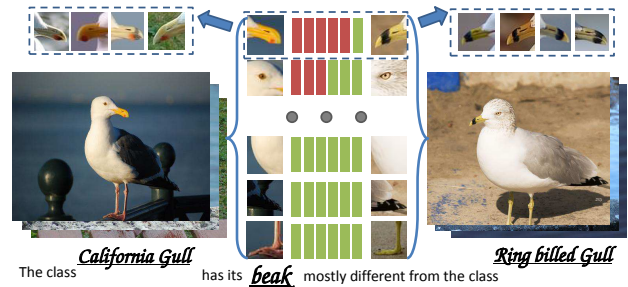 California Gull
Ring billed Gull
The class has its beak mostly different from the class